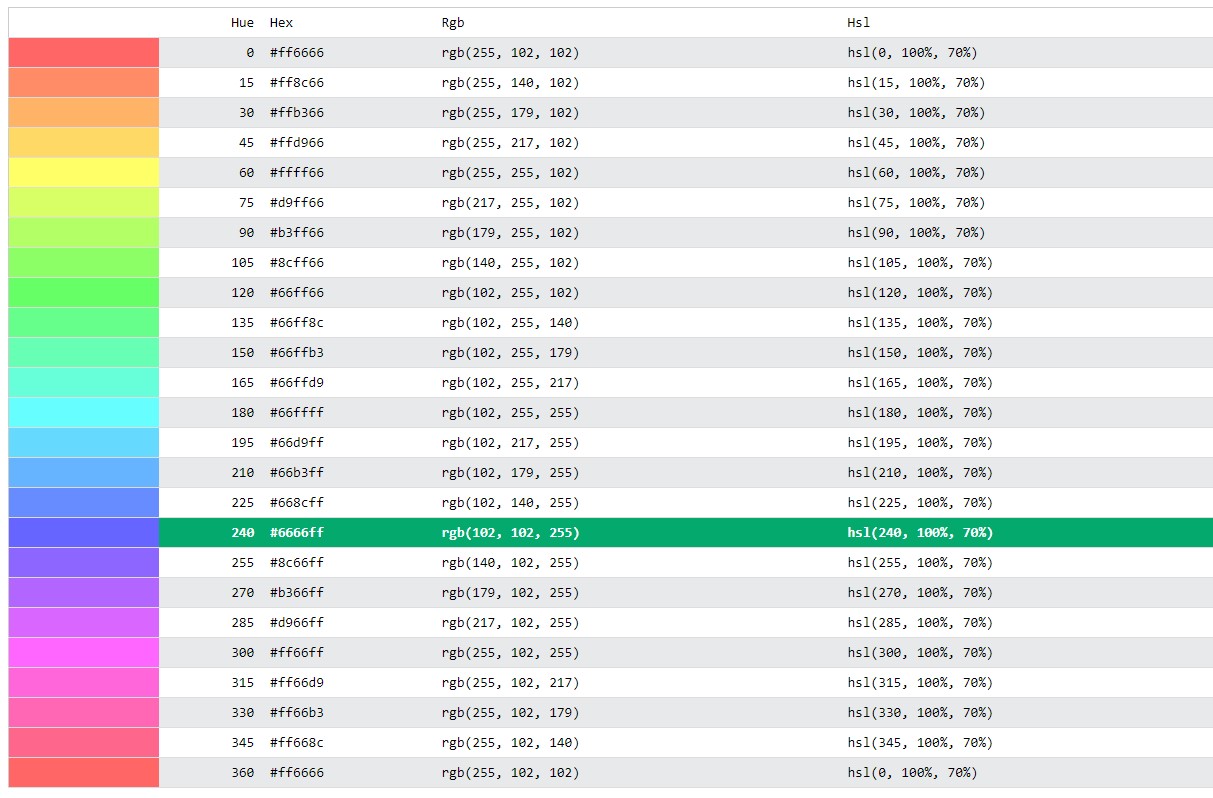 Hue Hex Rgb Hsl
0 #ff6666 rgb(255, 102, 102) hsl(0, 100%, 70%)
15 #ff8c66 rgb(255, 140, 102) hsl(15, 100%, 70%)
30 #ffb366 rgb(255, 179, 102) hsl(30, 100%, 70%)
45 #ffd966 rgb(255, 217, 102) hsl(45, 100%, 70%)
60 #ffff66 rgb(255, 255, 102) hsl(60, 100%, 70%)
75 #d9ff66 rgb(217, 255, 102) hsl(75, 100%, 70%)
90 #b3ff66 rgb(179, 255, 102) hsl(90, 100%, 70%)
105 #8cff66 rgb(140, 255, 102) hsl(105, 100%, 70%)
120 #66ff66 rgb(102, 255, 102) hsl(120, 100%, 70%)
135 #66ff8c rgb(102, 255, 140) hsl(135, 100%, 70%)
150 #66ffb3 rgb(102, 255, 179) hsl(150, 100%, 70%)
165 #66ffd9 rgb(102, 255, 217) hsl(165, 100%, 70%)
180 #66ffff rgb(102, 255, 255) hsl(180, 100%, 70%)
195 #66d9ff rgb(102, 217, 255) hsl(195, 100%, 70%)
210 #66b3ff rgb(102, 179, 255) hsl(210, 100%, 70%)
225 #668cff rgb(102, 140, 255) hsl(225, 100%, 70%)
240 #6666ff rgb(102, 102, 255) hsl(240, 100%, 70%)
255 #8c66ff rgb(140, 102, 255) hsl(255, 100%, 70%)
270 #b366ff rgb(179, 102, 255) hsl(270, 100%, 70%)
285 #d966ff rgb(217, 102, 255) hsl(285, 100%, 70%)
300 #ff66ff rgb(255, 102, 255) hsl(300, 100%, 70%)
315 #ff66d9 rgb(255, 102, 217) hsl(315, 100%, 70%)
330 #ff66b3 rgb(255, 102, 179) hsl(330, 100%, 70%)
345 #ff668c rgb(255, 102, 140) hsl(345, 100%, 70%)
360 #ff6666 rgb(255, 102, 102) hsl(0, 100%, 70%)